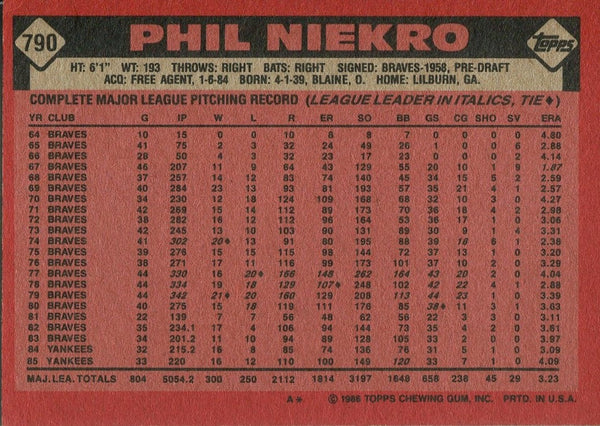 790
PHIL NIEKRO
topps
HT: 6'1" WT: 193 THROWS: RIGHT BATS: RIGHT SIGNED: BRAVES-1958, PRE-DRAFT
ACQ: FREE AGENT, 1-6-84 BORN: 4-1-39, BLAINE, O. HOME: LILBURN, GA.
COMPLETE MAJOR LEAGUE PITCHING RECORD (LEAGUE LEADER IN ITALICS, TIE ♦)
YR CLUB G IP W L R ER SO BB GS CG SHO SV ERA
64 BRAVES 10 15 0 0 10 8 8 7 0 0 0 0 4.80
65 BRAVES 41 75 2 3 32 24 49 26 1 0 0 6 2.88
66 BRAVES 28 50 4 3 32 23 17 23 0 0 0 2 4.14
67 BRAVES 46 207 11 9 64 43 129 55 20 10 1 9 1.87
68 BRAVES 37 257 14 12 83 74 140 45 34 15 5 2 2.59
69 BRAVES 40 284 23 13 93 81 193 57 35 21 4 1 2.57
70 BRAVES 34 230 12 18 124 109 168 68 32 10 3 0 4.27
71 BRAVES 42 269 15 14 112 89 173 70 36 18 4 2 2.98
72 BRAVES 38 282 16 12 112 96 164 53 36 17 1 0 3.06
73 BRAVES 42 245 13 10 103 90 131 89 30 9 1 4 3.31
74 BRAVES 41 302 20♦ 13 91 80 195 88 39 18 6 1 2.38
75 BRAVES 39 276 15 15 115 98 144 72 37 13 1 0 3.20
76 BRAVES 38 271 17 11 116 99 173 101 37 10 2 0 3.29
77 BRAVES 44 330 16 20♦ 166 148 262 164 43 20 2 0 4.04
78 BRAVES 44 334 19 18 129 107♦ 248 102 42 22 4 1 2.88
79 BRAVES 44 342 21♦ 20 160 129 208 113 44 23 1 0 3.39
80 BRAVES 40 275 15 18 119 111 176 85 38♦ 11 3 1 3.63
81 BRAVES 22 139 7 7 56 48 62 56 22 3 3 0 3.11
82 BRAVES 35 234.1 17 4 106 94 144 73 35 4 2 0 3.61
83 BRAVES 34 201.2 11 10 94 89 128 105 33 2 0 0 3.97
84 YANKEES 32 215.2 16 8 85 74 136 76 31 5 1 0 3.09
85 YANKEES 33 220 16 12 110 100 149 120 33 7 1 0 4.09
MAJ. LEA. TOTALS 804 5054.2 300 250 2112 1814 3197 1648 658 238 45 29 3.23
A* © 1986 TOPPS CHEWING GUM, INC. PRTD. IN U.S.A.